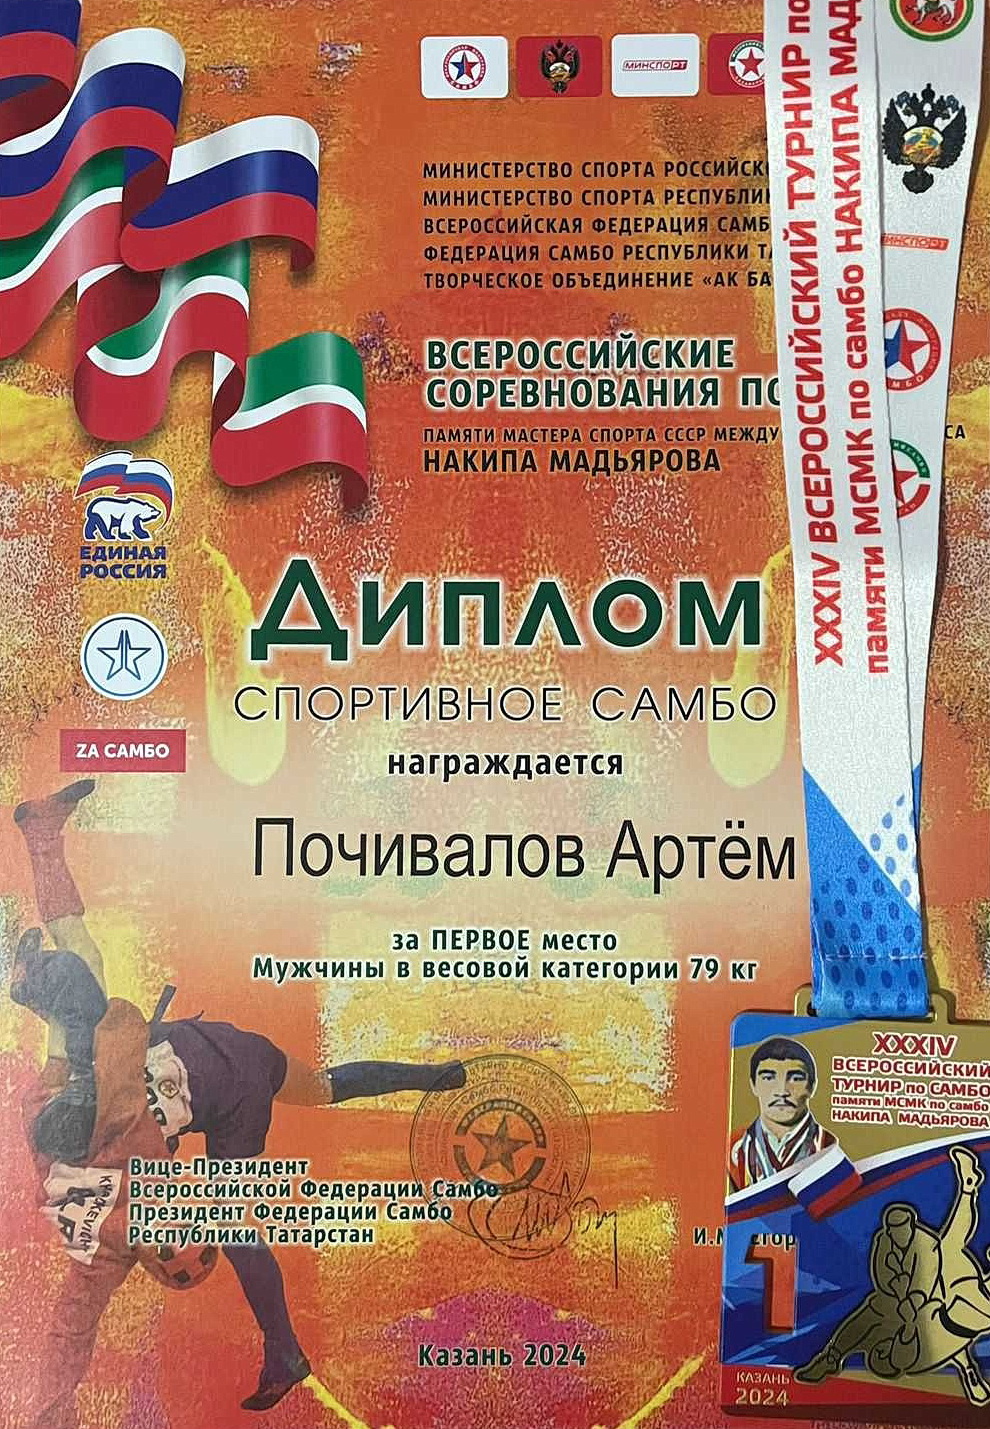 МИНСПОРТ
МИНИСТЕРСТВО СПОРТА РОССИЙСК
МИНИСТЕРСТВО СПОРТА РЕСПУБЛИ
ВСЕРОССИЙСКАЯ ФЕДЕРАЦИЯ САМБ
ФЕДЕРАЦИЯ САМБО РЕСПУБЛИКИ ТА
ТВОРЧЕСКОЕ ОБЪЕДИНЕНИЕ «АК БА
ВСЕРОССИЙСКИЕ
СОРЕВНОВАНИЯ ПО
ПАМЯТИ МАСТЕРА СПОРТА СССР МЕЖДУ СА
НАКИПА МАДЬЯРОВА
ЕДИНАЯ
РОССИЯ
Диплом
СПОРТИВНОЕ САМБО
ZА САМБО
награждается
Почивалов Артём
за ПЕРВОЕ место
Мужчины в весовой категории 79 кг
Вице-Президент
Всероссийской Федерации Самбо
Президент Федерации Самбо
Республики Татарстан
Казань 2024
XXXIV ВСЕРОССИЙСКИЙ ТУРНИР по
памяти МСМК по самбо НАКИПА МАД
МИНСПОРТ
XXXIV
ВСЕРОССИЙСКИЙ
ТУРНИР по САМБО
памяти МСМК по самбо
НАКИПА МАДЬЯРОВА
1
КАЗАНЬ
2024